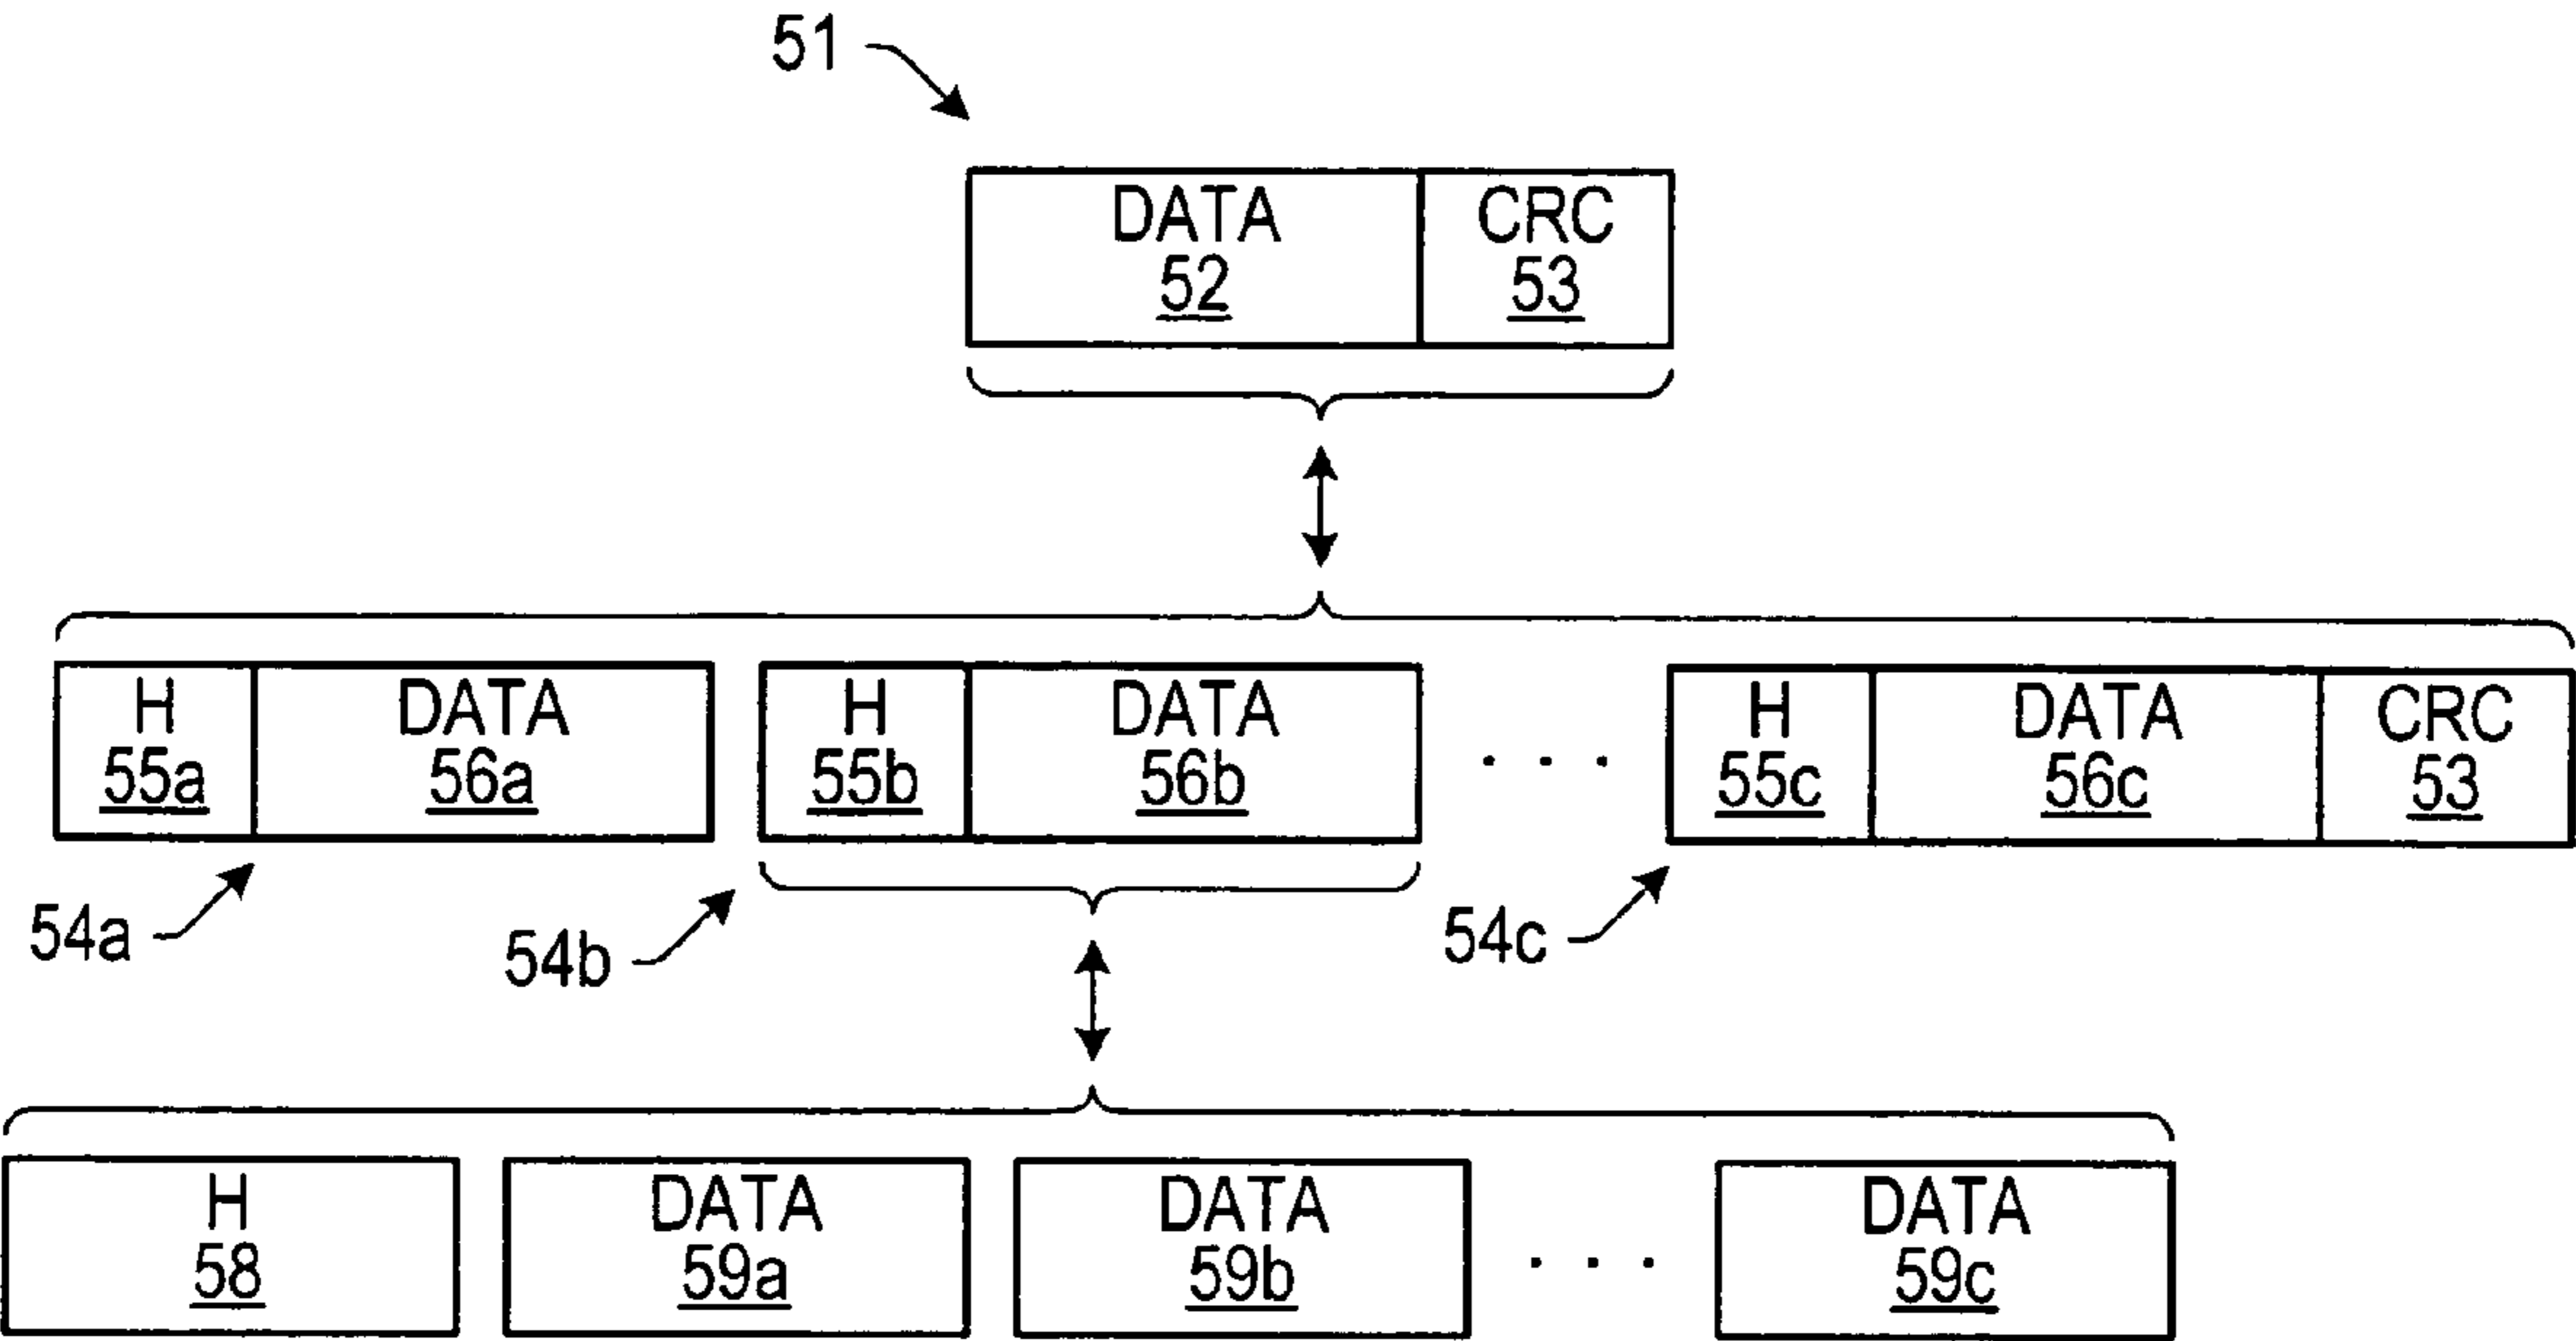 51
DATA CRC
52 53
H DATA H DATA . . . H DATA CRC
55a 56a 55b 56b 55c 56c 53
54a 54b 54c
H DATA DATA . . . DATA
58 59a 59b 59c